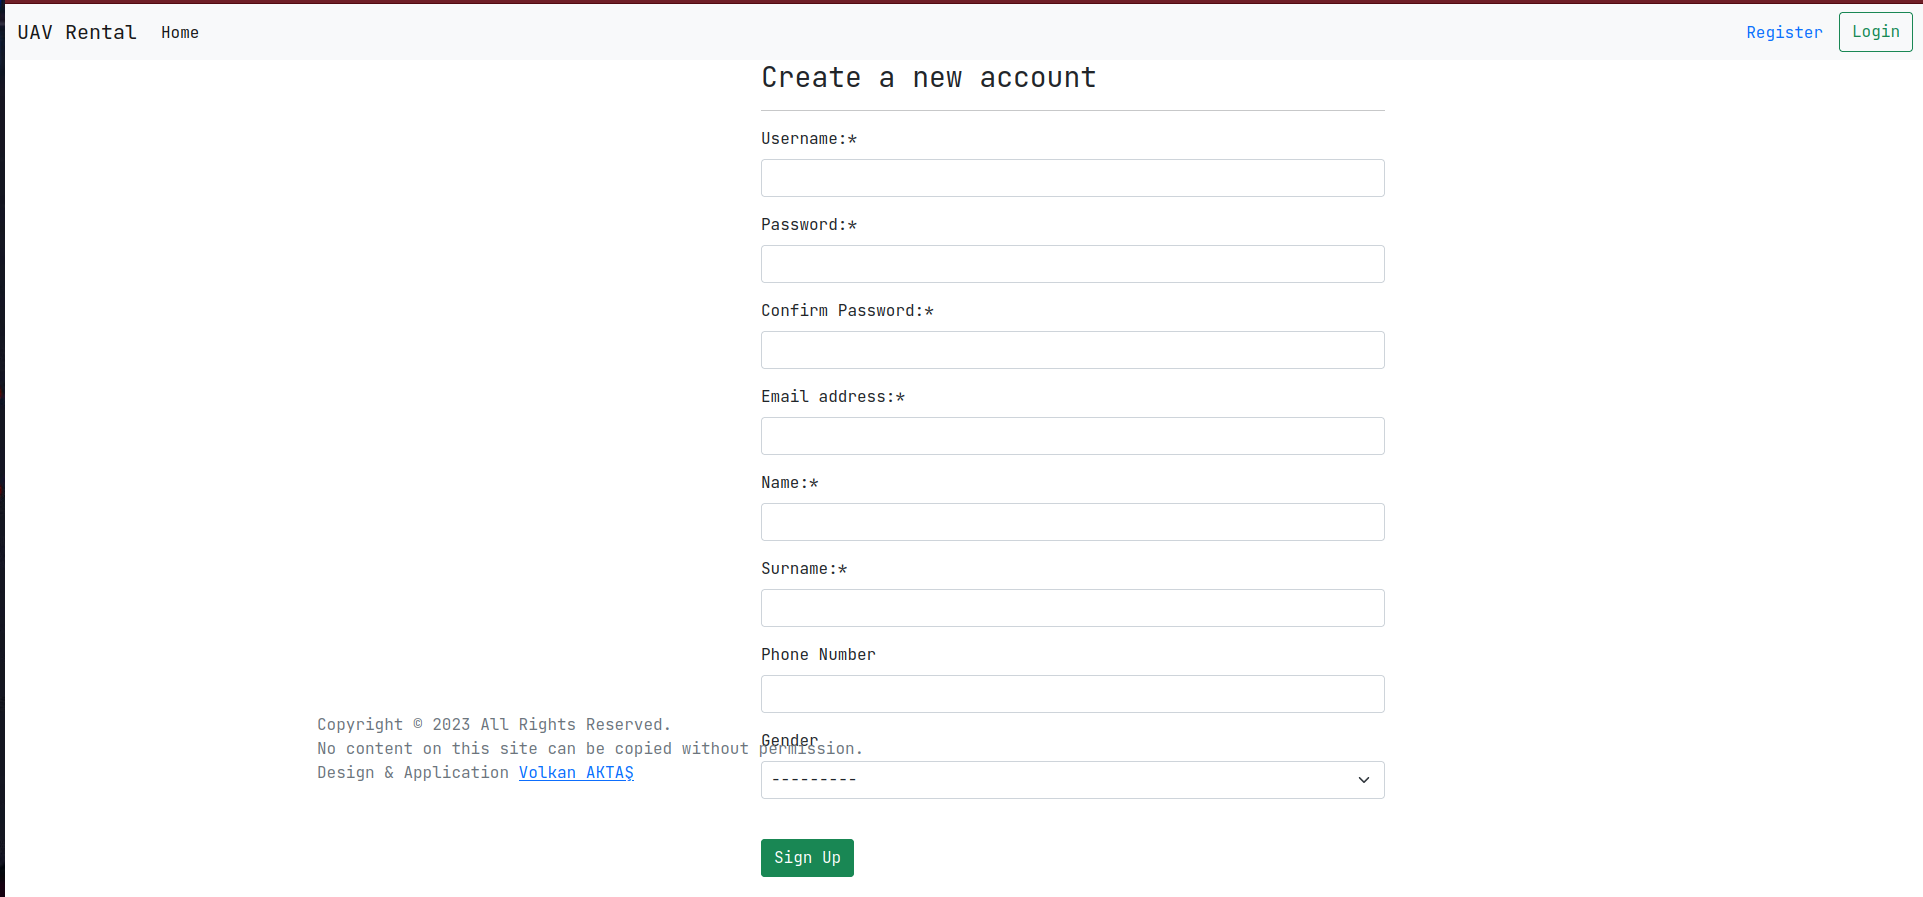 UAV Rental Home Register Login
Create a new account
Username:*
Password:*
Confirm Password:*
Email address:*
Name:*
Surname:*
Phone Number
Gender
---------
Sign Up
Copyright © 2023 All Rights Reserved.
No content on this site can be copied without permission.
Design & Application Volkan AKTAŞ